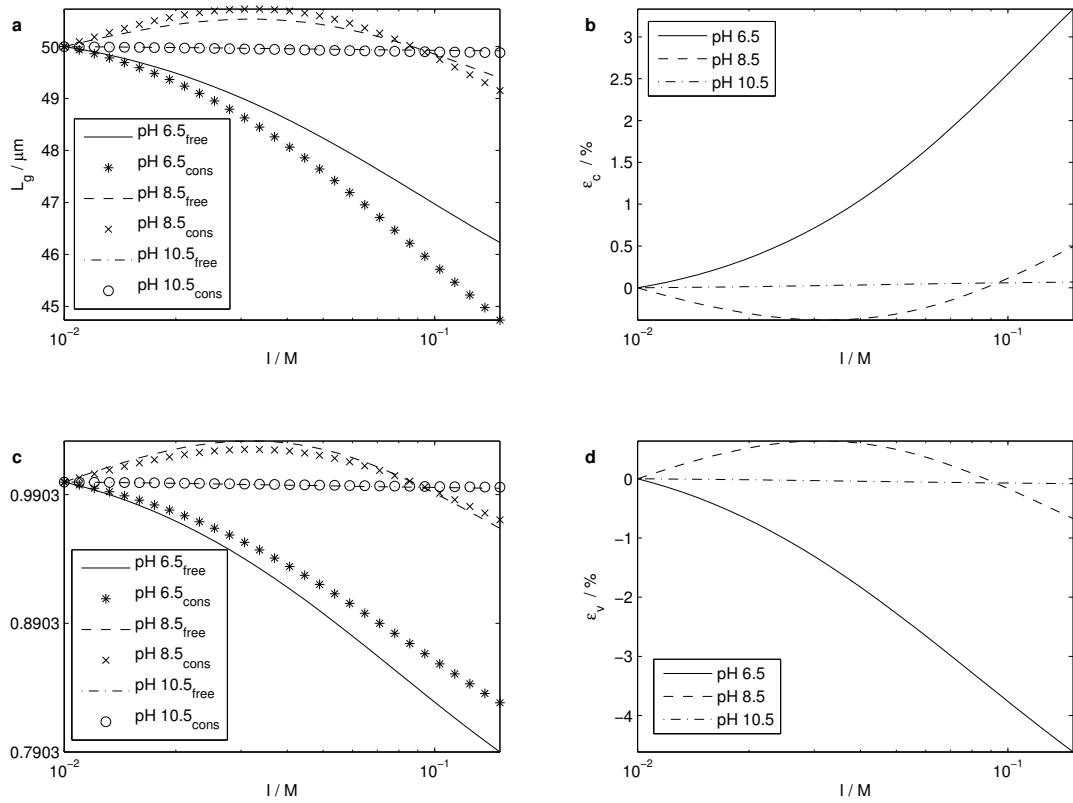 a
50
49
48
47
46
45
L_g / μm
pH 6.5_free
pH 6.5_cons
pH 8.5_free
pH 8.5_cons
pH 10.5_free
pH 10.5_cons
10^-2
10^-1
I / M
b
3
2.5
2
1.5
1
0.5
0
ε_c / %
pH 6.5
pH 8.5
pH 10.5
10^-2
10^-1
I / M
c
0.9903
0.8903
0.7903
pH 6.5_free
pH 6.5_cons
pH 8.5_free
pH 8.5_cons
pH 10.5_free
pH 10.5_cons
10^-2
10^-1
I / M
d
0
-1
-2
-3
-4
ε_v / %
pH 6.5
pH 8.5
pH 10.5
10^-2
10^-1
I / M